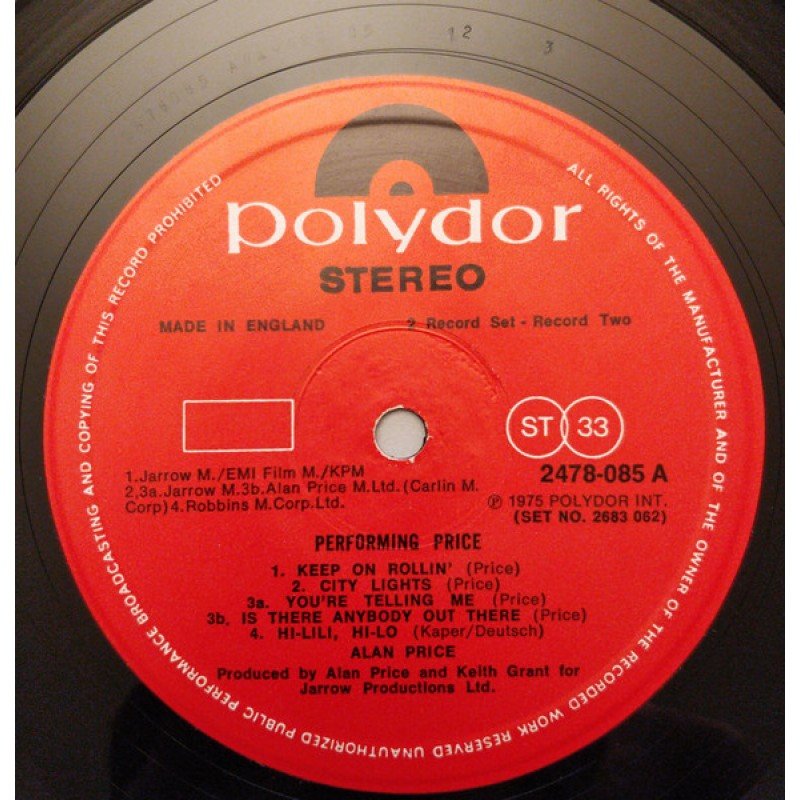 12 3
polydor
STEREO
MADE IN ENGLAND
2 Record Set - Record Two
ST 33
2478-085 A
℗ 1975 POLYDOR INT.
(SET NO. 2683 062)
1.Jarrow M./EMI Film M./KPM
2,3a.Jarrow M.3b.Alan Price M.Ltd.(Carlin M.
Corp)4.Robbins M.Corp.Ltd.
PERFORMING PRICE
1. KEEP ON ROLLIN' (Price)
2. CITY LIGHTS (Price)
3a. YOU'RE TELLING ME (Price)
3b. IS THERE ANYBODY OUT THERE (Price)
4. HI-LILI, HI-LO (Kaper/Deutsch)
ALAN PRICE
Produced by Alan Price and Keith Grant for
Jarrow Productions Ltd.
ALL RIGHTS OF THE MANUFACTURER AND OF THE OWNER OF THE RECORDED WORK RESERVED UNAUTHORIZED PUBLIC PERFORMANCE BROADCASTING AND COPYING OF THIS RECORD PROHIBITED